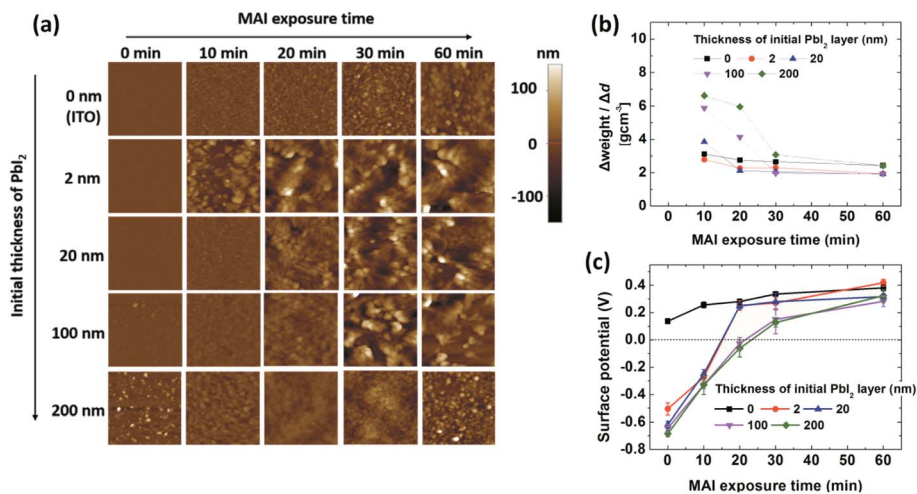 (a)
MAI exposure time
0 min 10 min 20 min 30 min 60 min
nm
100
0
-100
Initial thickness of PbI₂
0 nm
(ITO)
2 nm
20 nm
100 nm
200 nm
(b)
Thickness of initial PbI₂ layer (nm)
0 2 20
100 200
Δweight / Δd
[gcm⁻³]
10
8
6
4
2
0
0 10 20 30 40 50 60
MAI exposure time (min)
(c)
Surface potential (V)
0.4
0.2
0.0
-0.2
-0.4
-0.6
-0.8
Thickness of initial PbI₂ layer (nm)
0 2 20
100 200
0 10 20 30 40 50 60
MAI exposure time (min)